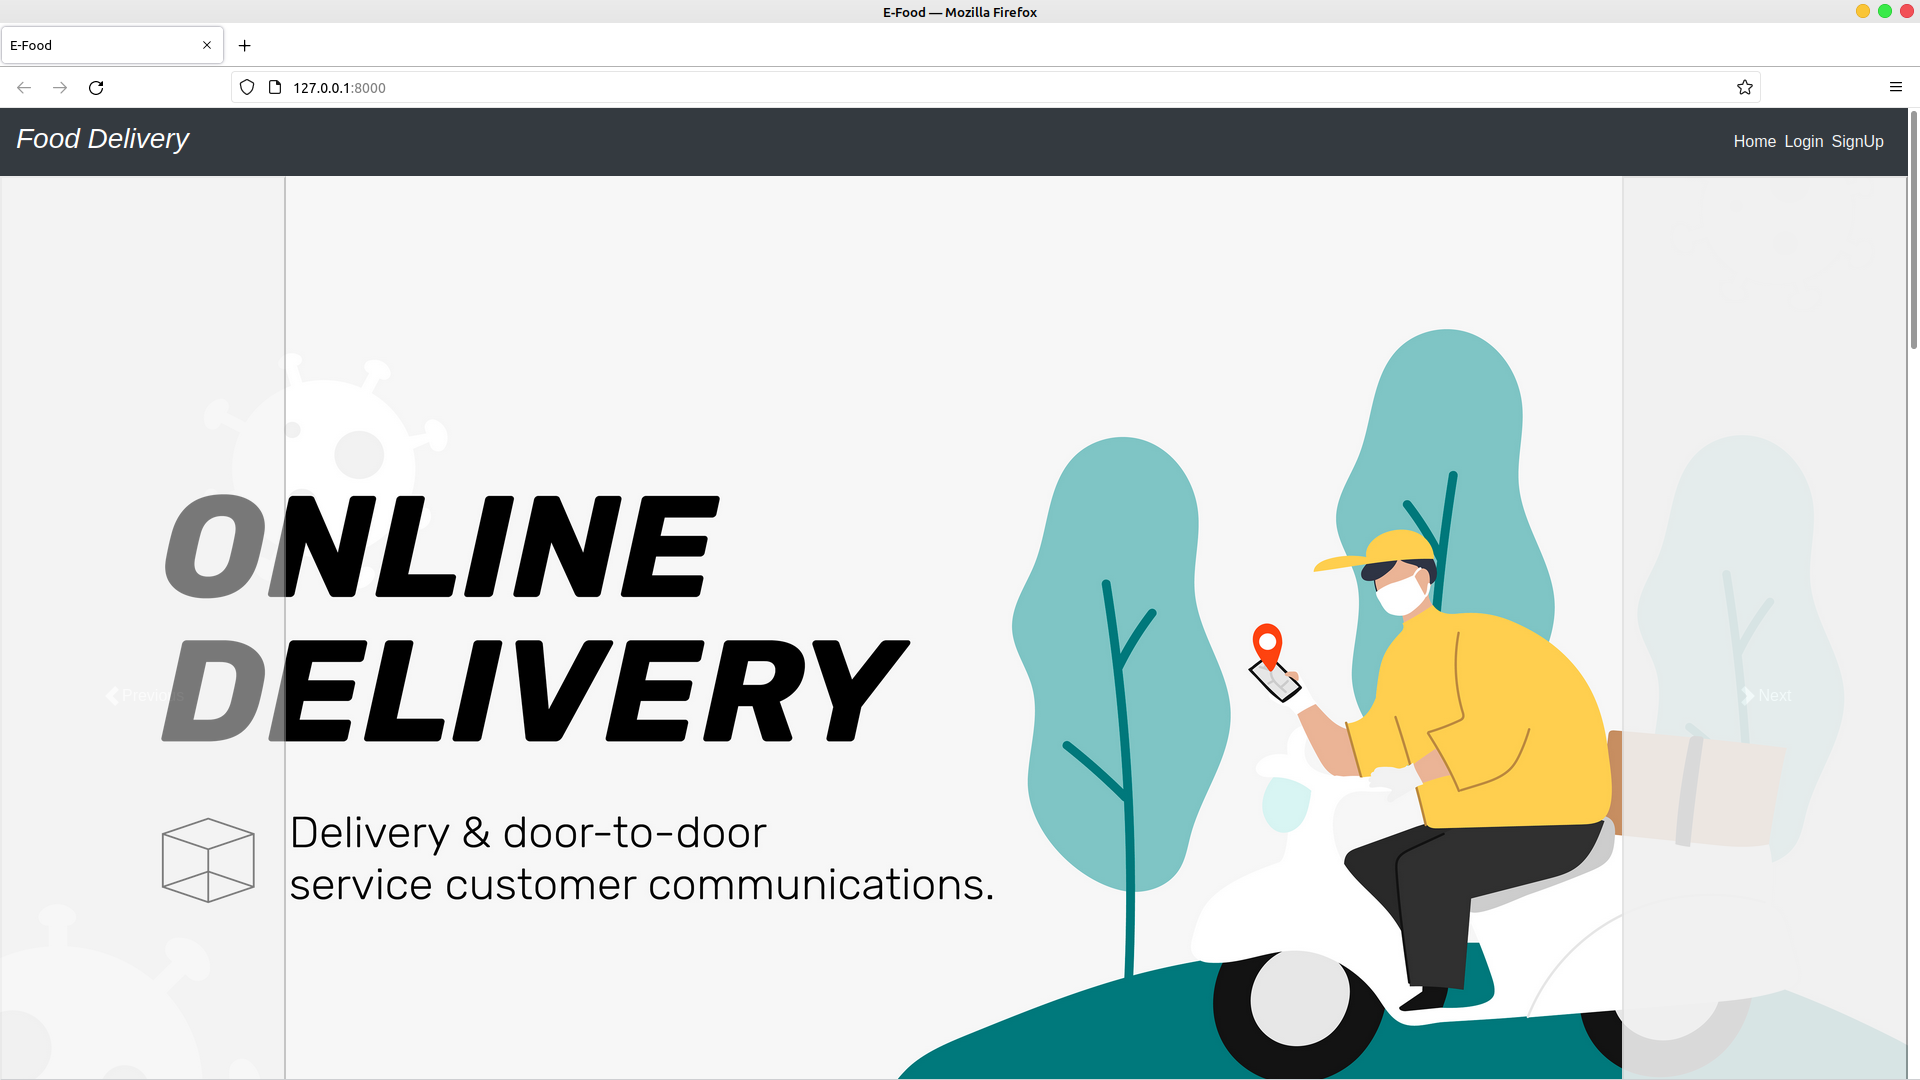 E-Food — Mozilla Firefox
E-Food
127.0.0.1:8000
Food Delivery
Home Login SignUp
ONLINE
DELIVERY
Previous
Next
Delivery & door-to-door
service customer communications.